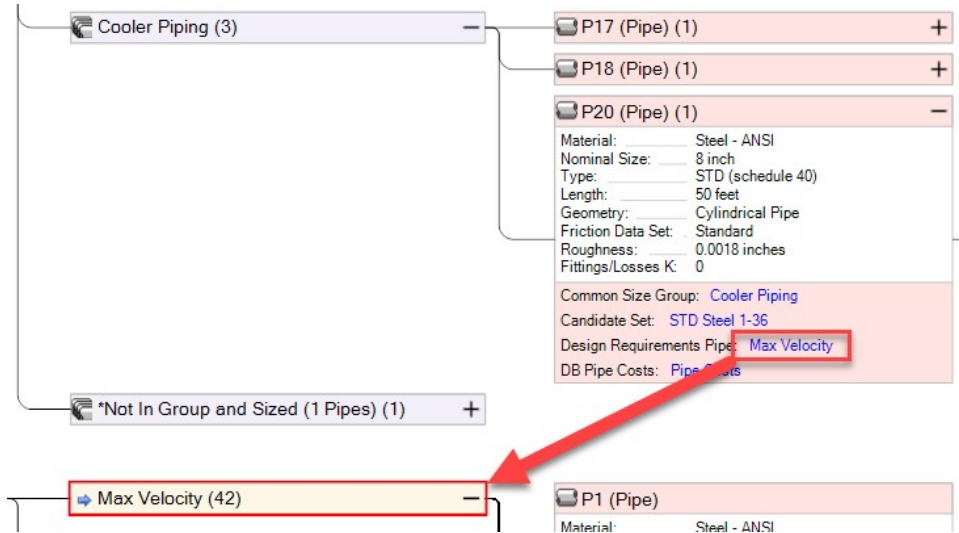 Cooler Piping (3)
P17 (Pipe) (1)
P18 (Pipe) (1)
P20 (Pipe) (1)
Material: Steel - ANSI
Nominal Size: 8 inch
Type: STD (schedule 40)
Length: 50 feet
Geometry: Cylindrical Pipe
Friction Data Set: Standard
Roughness: 0.0018 inches
Fittings/Losses K: 0
Common Size Group: Cooler Piping
Candidate Set: STD Steel 1-36
Design Requirements Pipe: Max Velocity
DB Pipe Costs: Pipe Costs
*Not In Group and Sized (1 Pipes) (1)
Max Velocity (42)
P1 (Pipe)
Material: Steel - ANSI